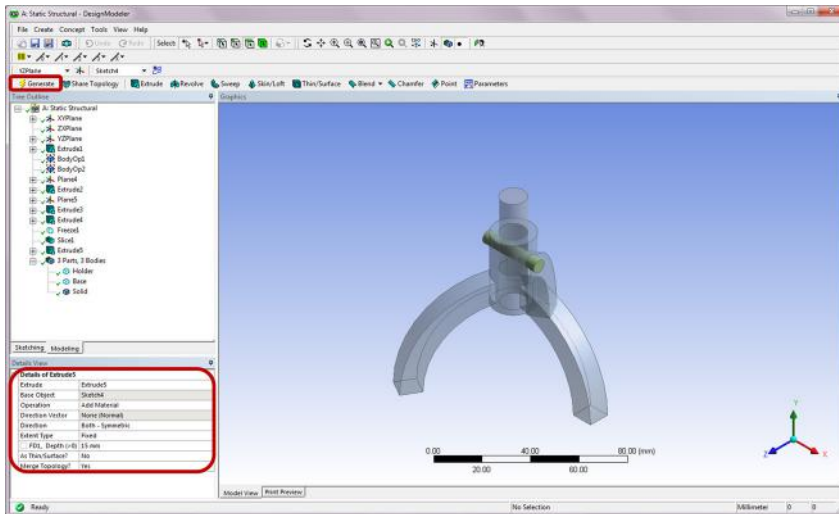 A: Static Structural - DesignModeler
File Create Concept Tools View Help
Undo Redo Select:
YZPlane Sketch4
Generate Share Topology Extrude Revolve Sweep Skin/Loft Thin/Surface Blend Chamfer Point Parameters
Tree Outline Graphics
A: Static Structural
XYPlane
ZXPlane
YZPlane
Extrude1
BodyOp1
BodyOp2
Plane4
Extrude2
Plane5
Extrude3
Extrude4
Freeze1
Slice1
Extrude5
3 Parts, 3 Bodies
Holder
Base
Solid
Sketching Modeling
Details View
Details of Extrude5
Extrude Extrude5
Base Object Sketch4
Operation Add Material
Direction Vector None (Normal)
Direction Both - Symmetric
Extent Type Fixed
FD1, Depth (>0) 15 mm
As Thin/Surface? No
Merge Topology? Yes
0.00 40.00 80.00 (mm)
20.00 60.00
Y
Z X
Model View Print Preview
Ready No Selection Millimeter 0 0